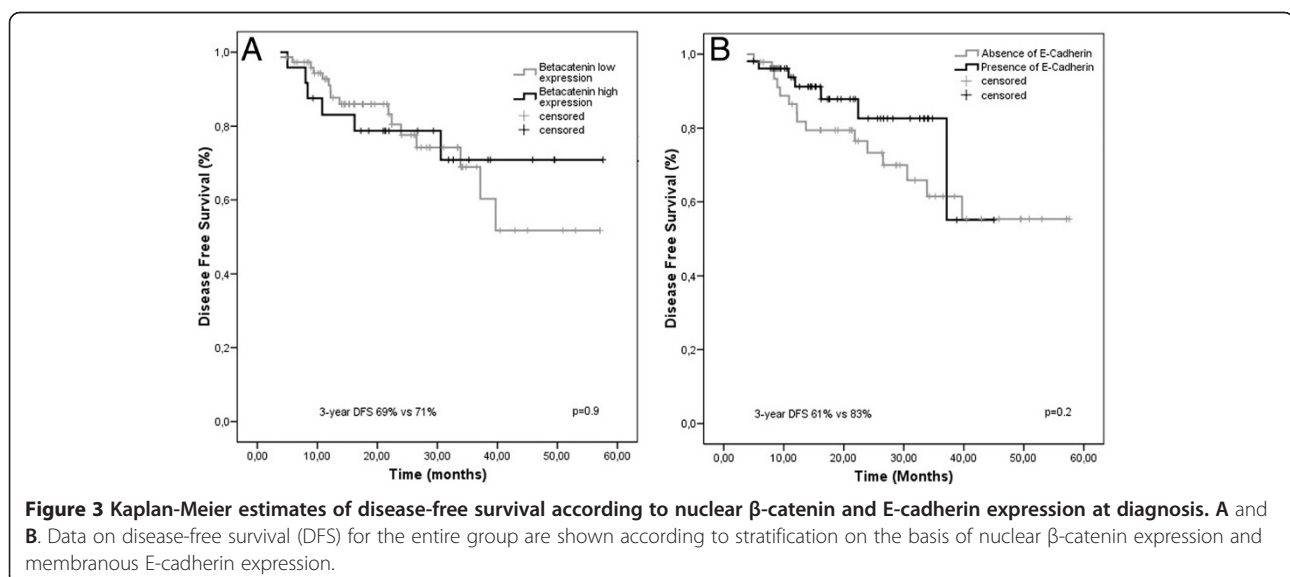 A
1,0
0,8
0,6
0,4
0,2
0,0
Disease Free Survival (%)
Betacatenin low
expression
Betacatenin high
expression
censored
censored
3-year DFS 69% vs 71%
p=0.9
0,00 10,00 20,00 30,00 40,00 50,00 60,00
Time (months)
B
1,0
0,8
0,6
0,4
0,2
0,0
Disease Free Survival (%)
Absence of E-Cadherin
Presence of E-Cadherin
censored
censored
3-year DFS 61% vs 83%
p=0.2
0,00 10,00 20,00 30,00 40,00 50,00 60,00
Time (Months)
Figure 3 Kaplan-Meier estimates of disease-free survival according to nuclear β-catenin and E-cadherin expression at diagnosis. A and
B. Data on disease-free survival (DFS) for the entire group are shown according to stratification on the basis of nuclear β-catenin expression and
membranous E-cadherin expression.